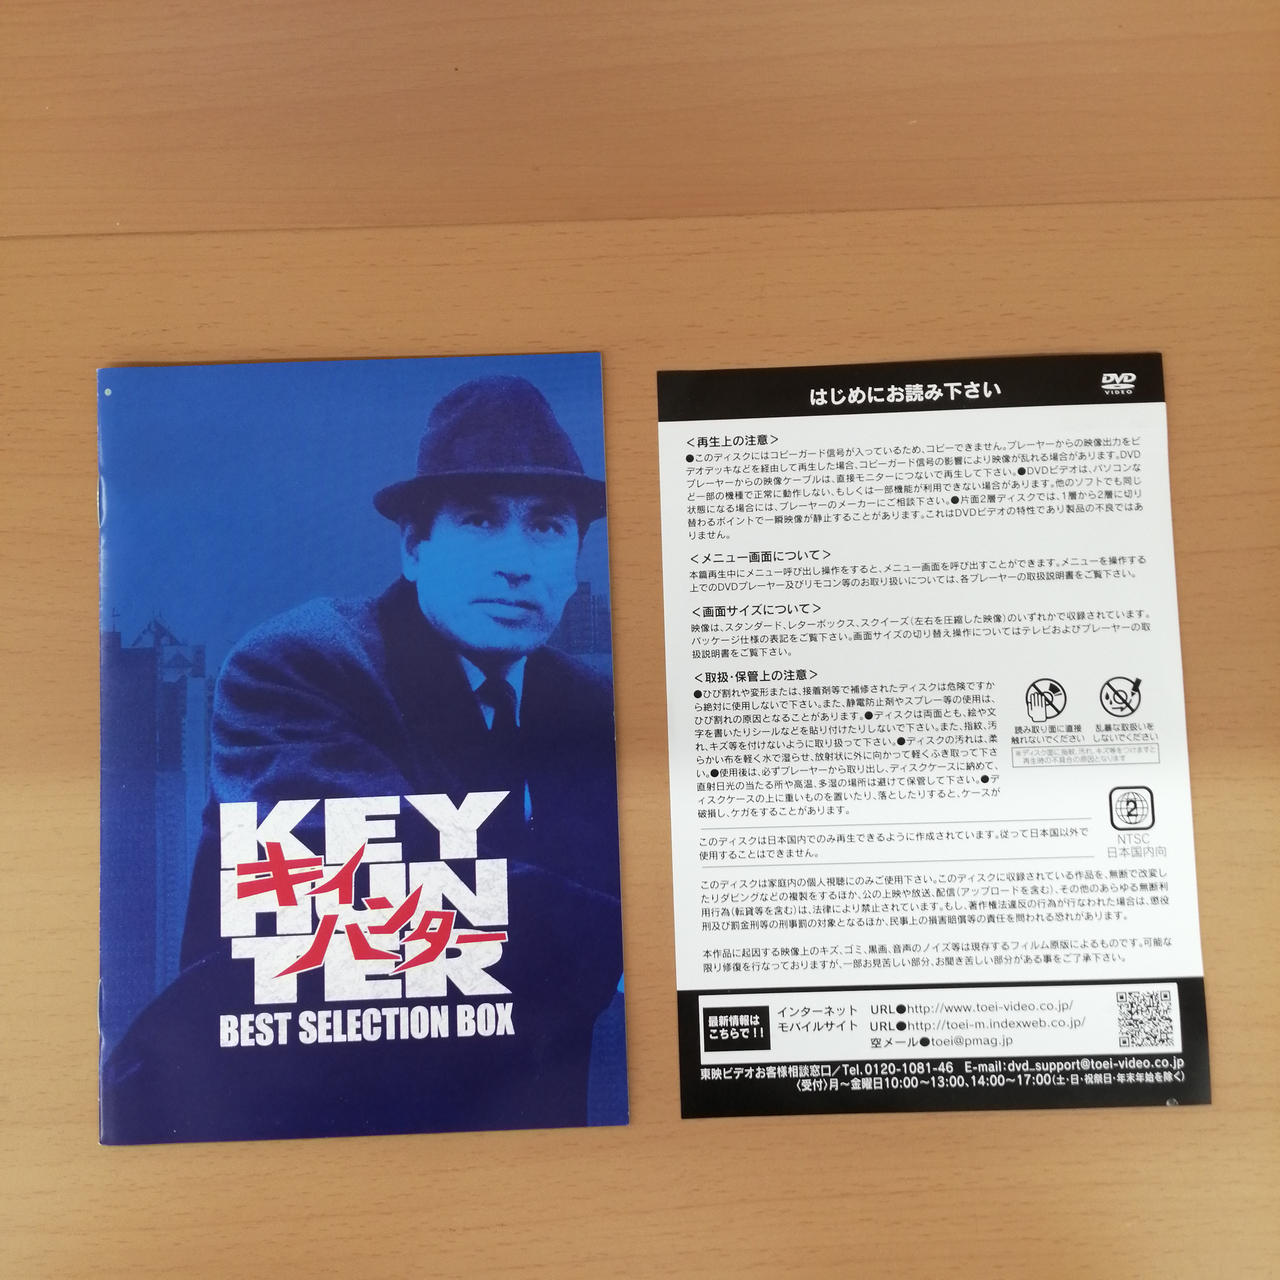 KEY
HUN
TER
キイ
ハンター
BEST SELECTION BOX
はじめにお読み下さい
DVD
VIDEO
＜再生上の注意＞
●このディスクにはコピーガード信号が入っているため、コピーできません。プレーヤーからの映像出力をビ
デオデッキなどを経由して再生した場合、コピーガード信号の影響により映像が乱れる場合があります。DVD
プレーヤーからの映像ケーブルは、直接モニターにつないで再生して下さい。●DVDビデオは、パソコンな
ど一部の機種で正常に動作しない、もしくは一部機能が利用できない場合があります。他のソフトでも同じ
状態になる場合には、プレーヤーのメーカーにご相談下さい。●片面2層ディスクでは、1層から2層に切り
替わるポイントで一瞬映像が静止することがあります。これはDVDビデオの特性であり製品の不良ではあ
りません。
＜メニュー画面について＞
本篇再生中にメニュー呼び出し操作をすると、メニュー画面を呼び出すことができます。メニューを操作する
上でのDVDプレーヤー及びリモコン等のお取り扱いについては、各プレーヤーの取扱説明書をご覧下さい。
＜画面サイズについて＞
映像は、スタンダード、レターボックス、スクイーズ(左右を圧縮した映像)のいずれかで収録されています。
パッケージ仕様の表記をご覧下さい。画面サイズの切り替え操作についてはテレビおよびプレーヤーの取
扱説明書をご覧下さい。
＜取扱・保管上の注意＞
●ひび割れや変形または、接着剤等で補修されたディスクは危険ですか
ら絶対に使用しないで下さい。また、静電防止剤やスプレー等の使用は、
ひび割れの原因となることがあります。●ディスクは両面とも、絵や文
字を書いたりシールなどを貼り付けたりしないで下さい。また、指紋、汚
れ、キズ等を付けないように取り扱って下さい。●ディスクの汚れは、柔
らかい布を軽く水で湿らせ、放射状に外に向かって軽くふき取って下さ
い。●使用後は、必ずプレーヤーから取り出し、ディスクケースに納めて、
直射日光の当たる所や高温、多湿の場所は避けて保管して下さい。●デ
ィスクケースの上に重いものを置いたり、落としたりすると、ケースが
破損し、ケガをすることがあります。
読み取り面に直接
触れないでください
乱暴な取扱いを
しないでください
※ディスク面に指紋、汚れ、キズ等をつけますと
再生時の不具合の原因となります
2
NTSC
日本国内向
このディスクは日本国内でのみ再生できるように作成されています。従って日本国以外で
使用することはできません。
このディスクは家庭内の個人視聴にのみご使用下さい。このディスクに収録されている作品を、無断で改変し
たりダビングなどの複製をするほか、公の上映や放送、配信(アップロードを含む)、その他のあらゆる無断利
用行為(転貸等を含む)は、法律により禁止されています。もし、著作権法違反の行為が行なわれた場合は、懲役
刑及び罰金刑等の刑事罰の対象となるほか、民事上の損害賠償等の責任を問われる恐れがあります。
本作品に起因する映像上のキズ、ゴミ、黒画、音声のノイズ等は現存するフィルム原版によるものです。可能な
限り修復を行なっておりますが、一部お見苦しい部分、お聞き苦しい部分がある事をご了承下さい。
最新情報は
こちらで！！
インターネット URL●http://www.toei-video.co.jp/
モバイルサイト URL●http://toei-m.indexweb.co.jp/
空メール●toei@pmag.jp
東映ビデオお客様相談窓口／Tel.0120-1081-46 E-mail:dvd_support@toei-video.co.jp
〈受付〉月～金曜日10:00～13:00、14:00～17:00(土・日・祝祭日・年末年始を除く)